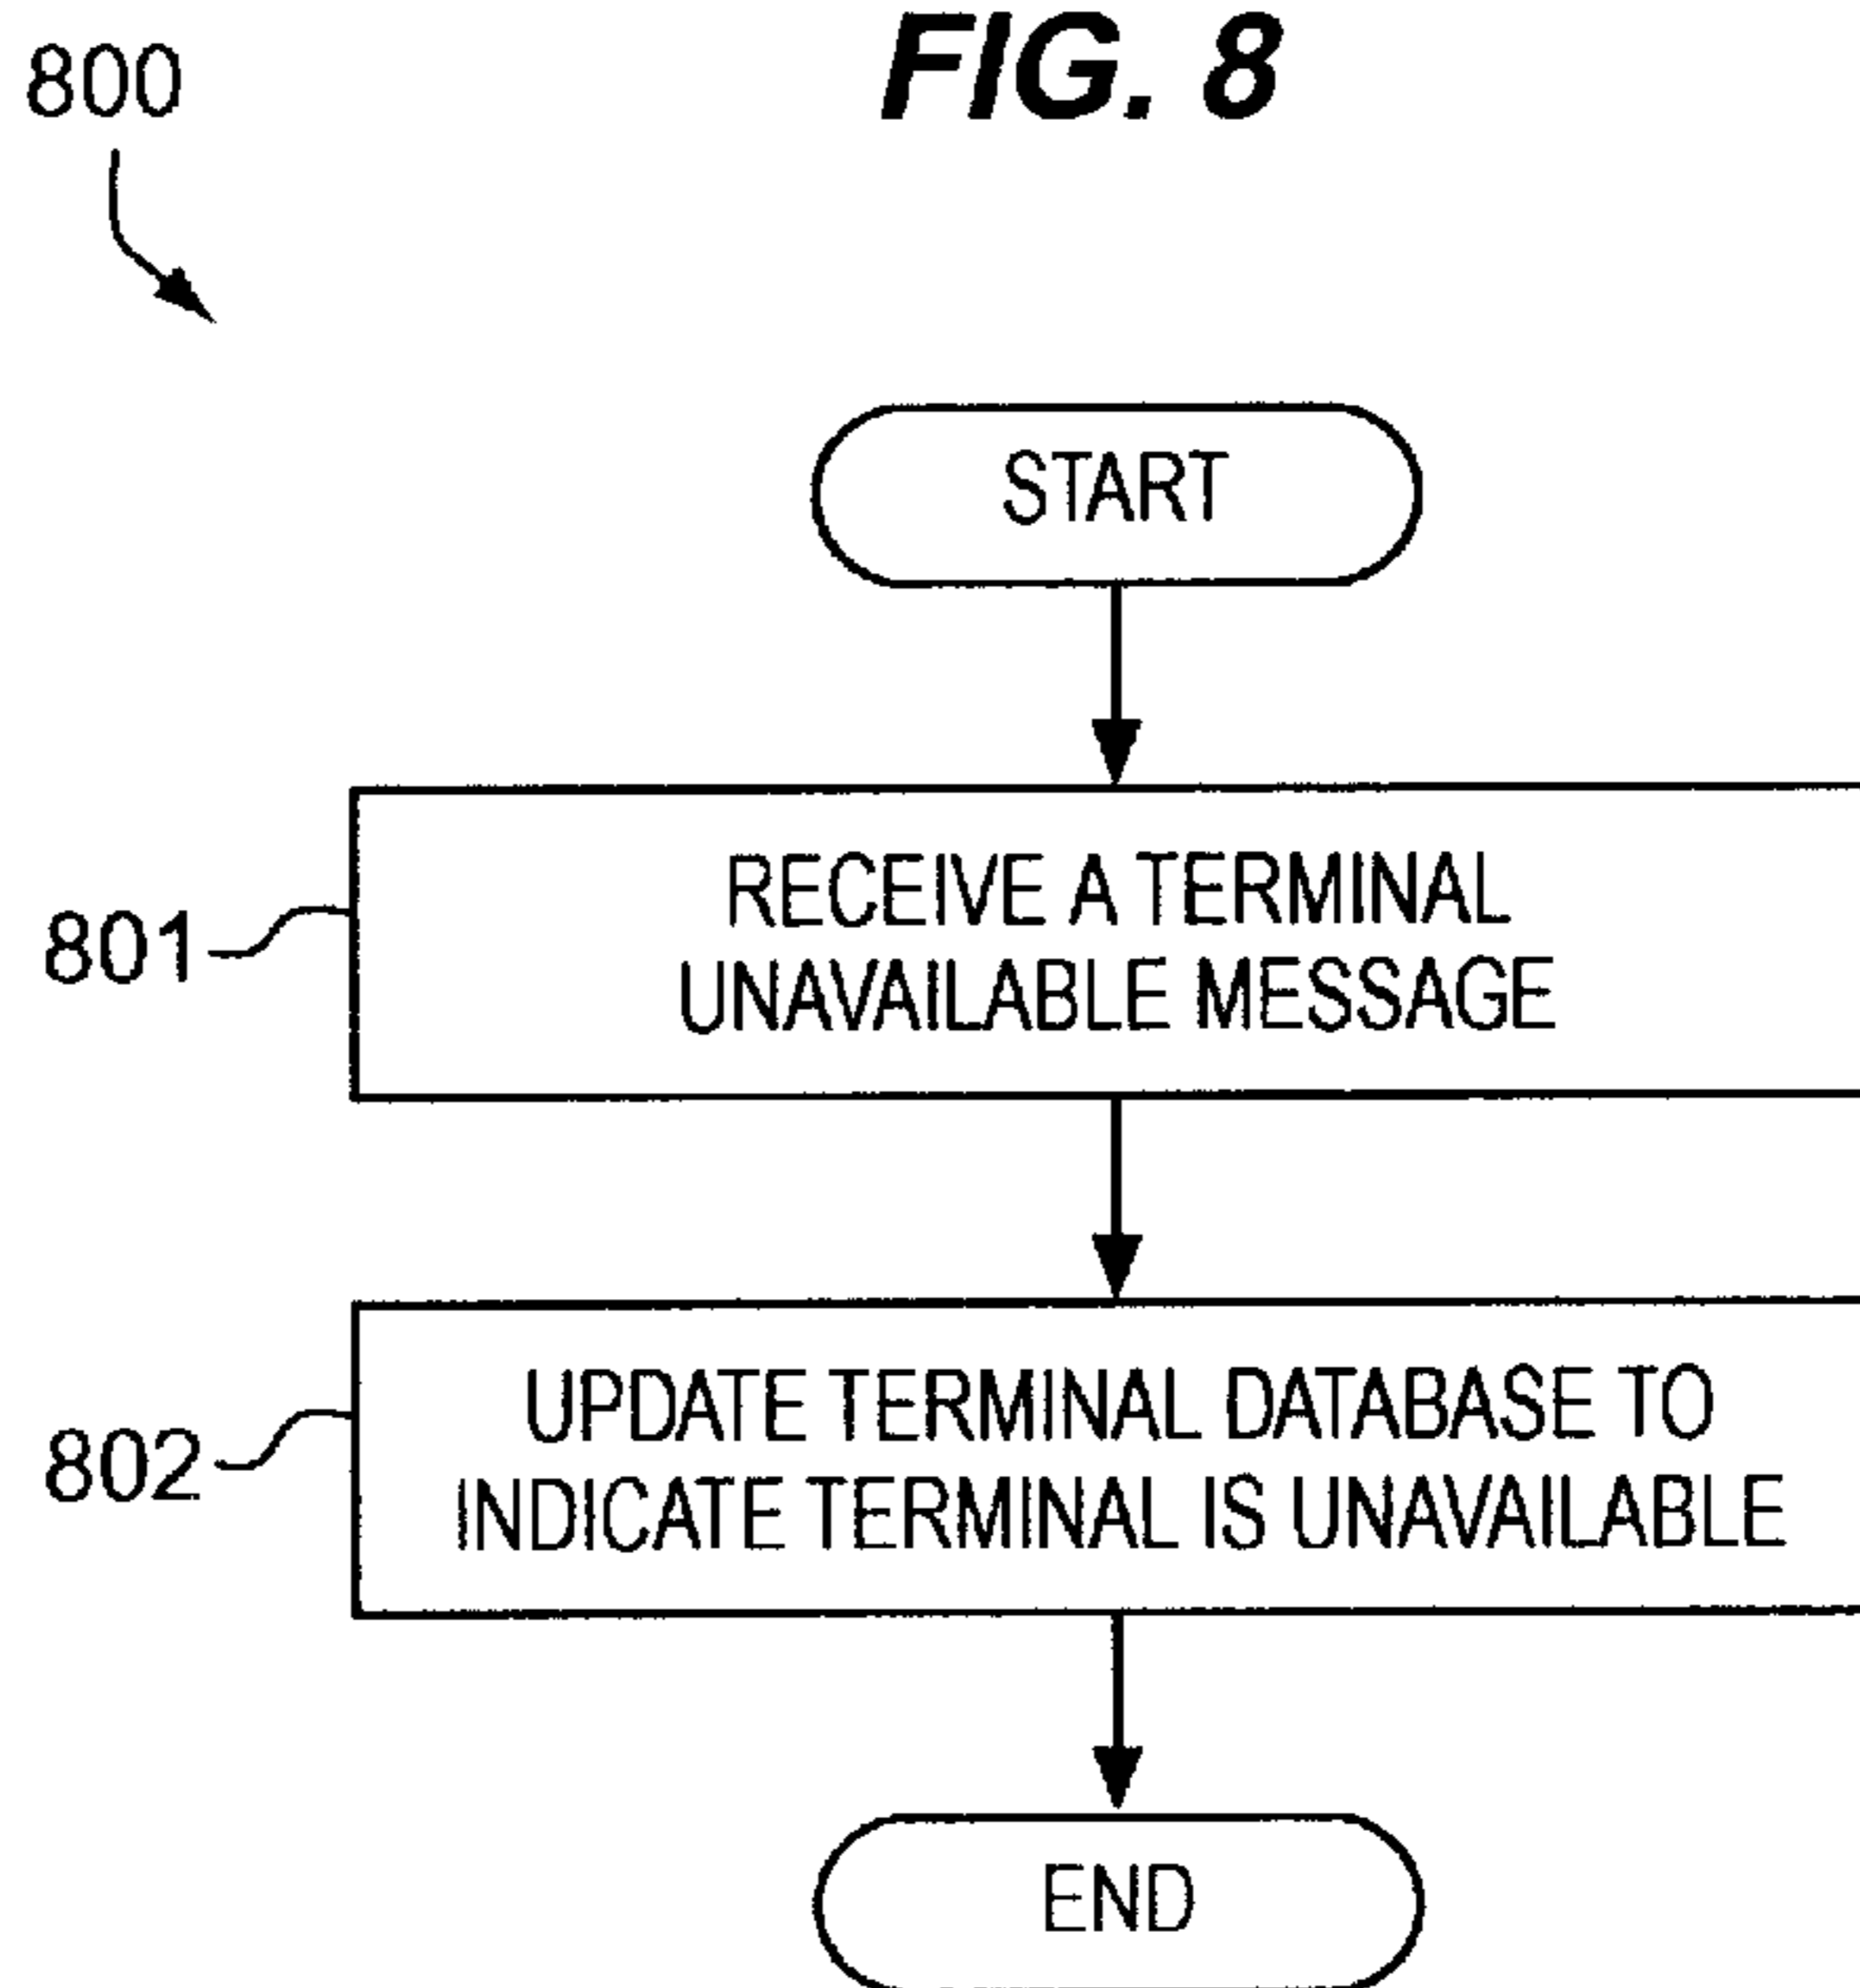 FIG. 8
800
START
801
RECEIVE A TERMINAL
UNAVAILABLE MESSAGE
802
UPDATE TERMINAL DATABASE TO
INDICATE TERMINAL IS UNAVAILABLE
END